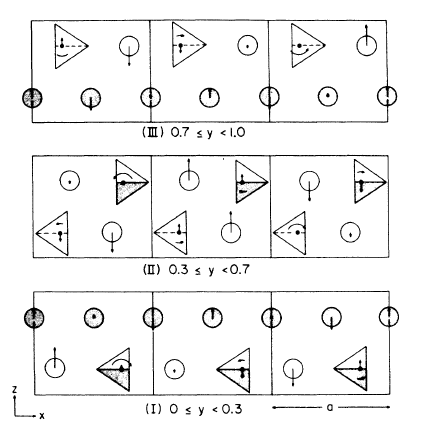 (III) 0.7 ≤ y < 1.0
(II) 0.3 ≤ y < 0.7
z
x
(I) 0 ≤ y < 0.3
a